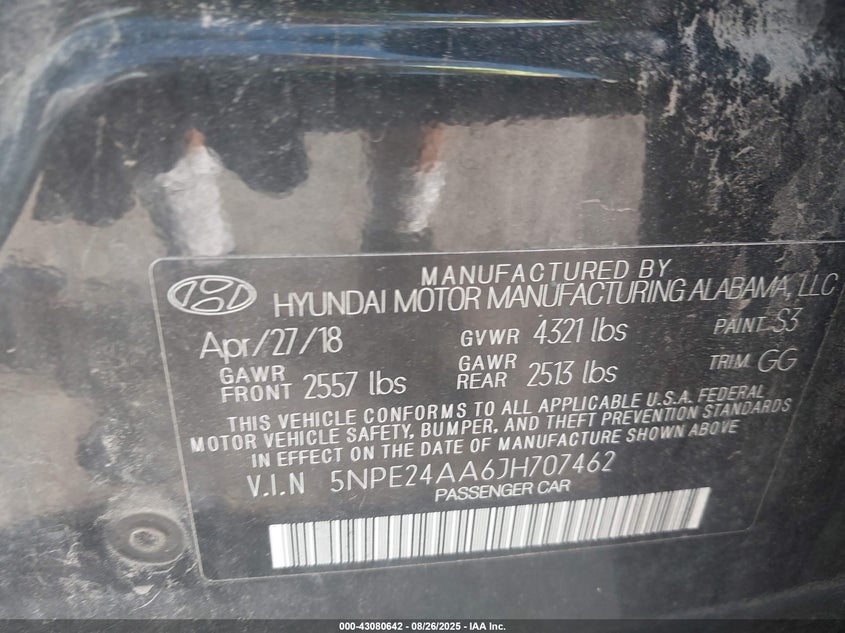 MANUFACTURED BY
HYUNDAI MOTOR MANUFACTURING ALABAMA, LLC
Apr/27/18 GVWR 4321 lbs PAINT S3
GAWR FRONT 2557 lbs GAWR REAR 2513 lbs TRIM GG
THIS VEHICLE CONFORMS TO ALL APPLICABLE U.S.A. FEDERAL
MOTOR VEHICLE SAFETY, BUMPER, AND THEFT PREVENTION STANDARDS
IN EFFECT ON THE DATE OF MANUFACTURE SHOWN ABOVE
V.I.N 5NPE24AA6JH707462
PASSENGER CAR
000-43080642 - 08/26/2025 - IAA Inc.